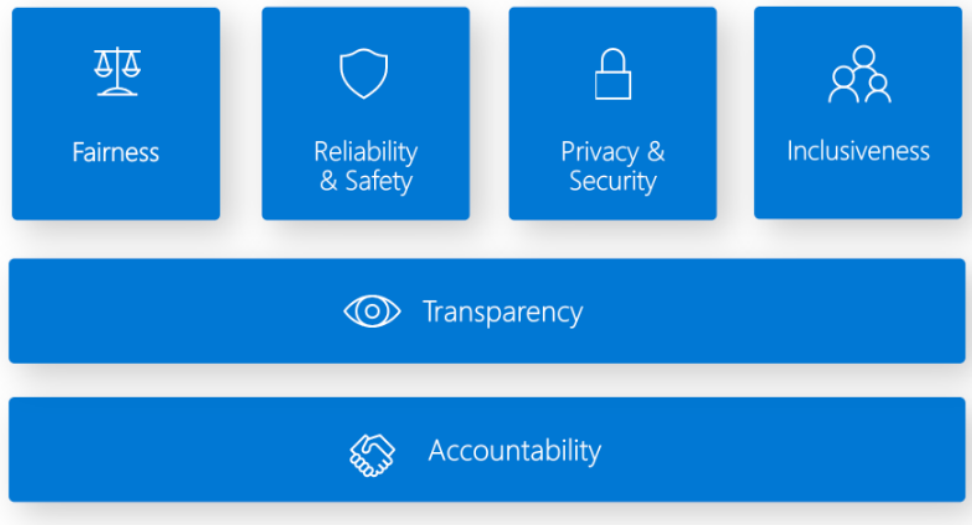 Fairness
Reliability
& Safety
Privacy &
Security
Inclusiveness
Transparency
Accountability